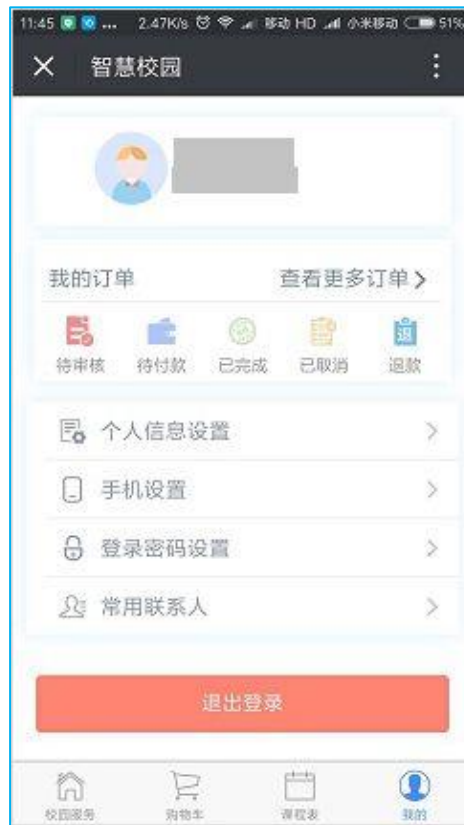 11:45 ... 2.47K/s 移动 HD 小米移动 51%
智慧校园
我的订单 查看更多订单
待审核 待付款 已完成 已取消 退款
个人信息设置
手机设置
登录密码设置
常用联系人
退出登录
校园服务 购物车 课程表 我的